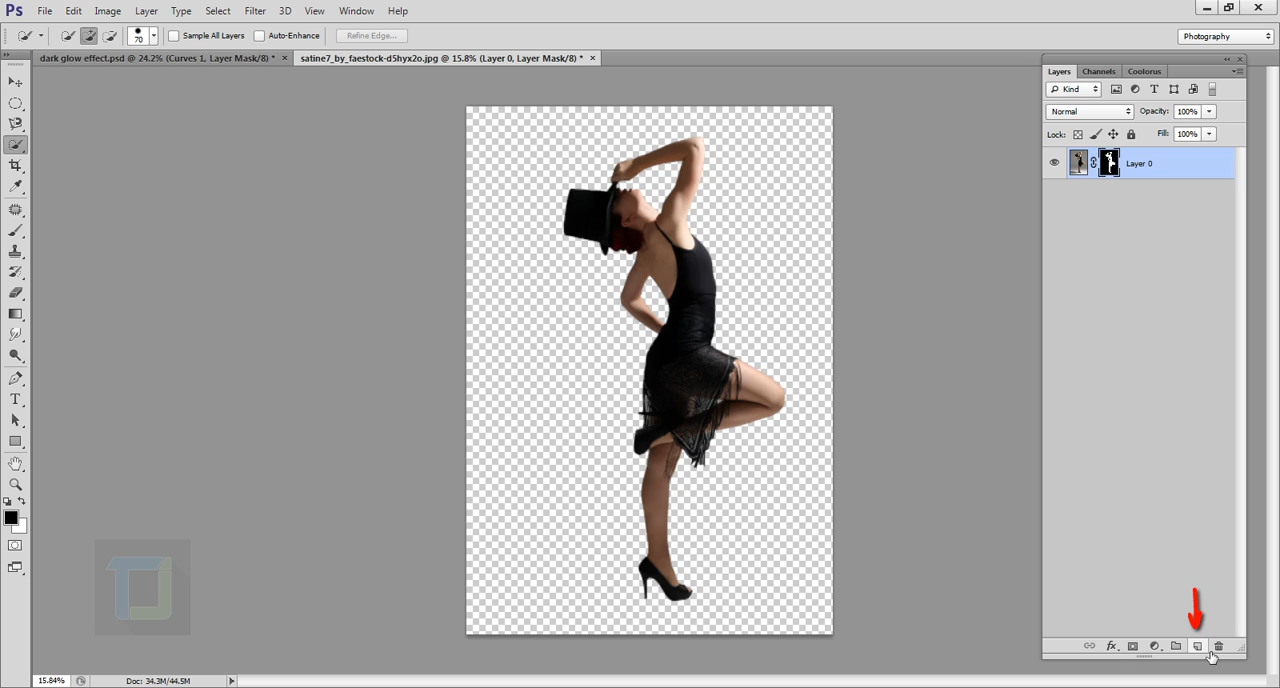 Ps File Edit Image Layer Type Select Filter 3D View Window Help
70 Sample All Layers Auto-Enhance Refine Edge... Photography
dark glow effect.psd @ 24.2% (Curves 1, Layer Mask/8) * × satine7_by_faestock-d5hyx2o.jpg @ 15.8% (Layer 0, Layer Mask/8) * ×
Layers Channels Coolorus
Kind
Normal Opacity: 100%
Lock: Fill: 100%
Layer 0
fx
15.84% Doc: 34.3M/44.5M